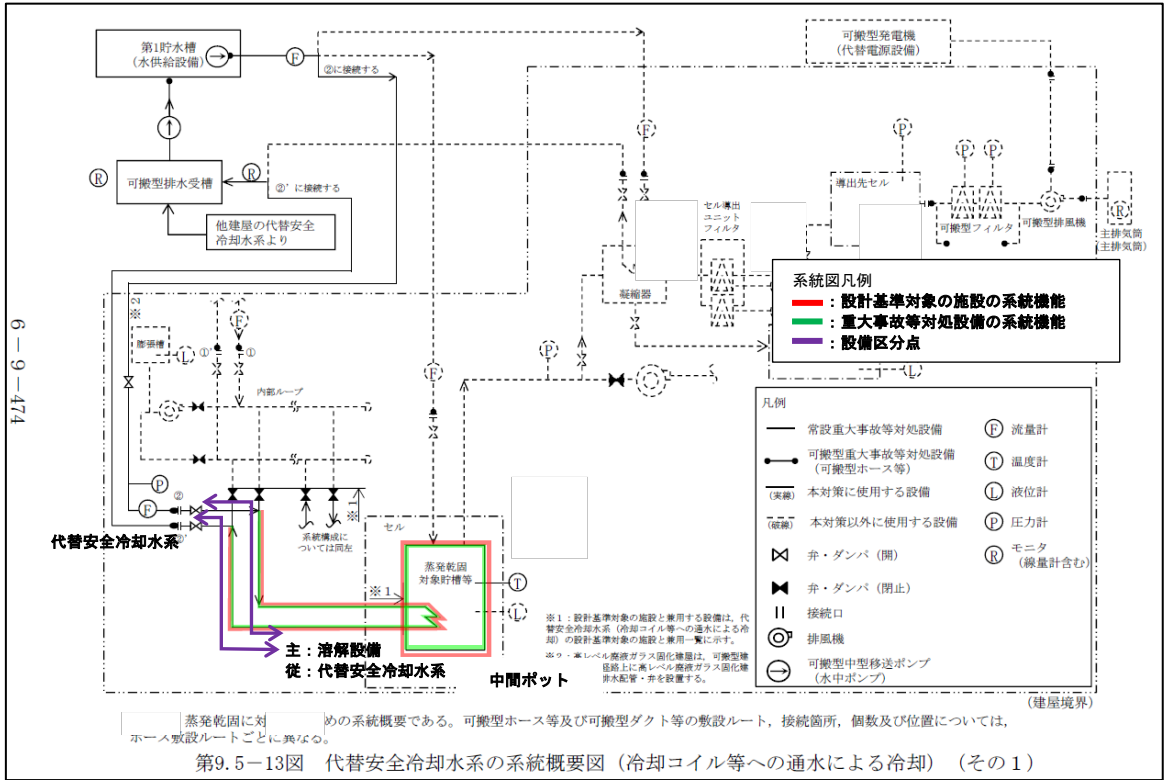 第1貯水槽
(水供給設備)
F
②に接続する
可搬型発電機
(代替電源設備)
F
P
P
P
R
可搬型排水受槽
R
②'に接続する
他建屋の代替安全
冷却水系より
セル導出
ユニット
フィルタ
凝縮器
導出先セル
可搬型フィルタ
可搬型排風機
R
主排気筒
(主排気筒)
系統図凡例
:設計基準対象の施設の系統機能
:重大事故等対処設備の系統機能
:設備区分点
6-9-474
※2
膨張槽
L
①'
F
①
内部ループ
F
P
L
P
F
②
②'
代替安全冷却水系
系統構成に
ついては同左
※1
セル
蒸発乾固
対象貯槽等
※1
T
L
主:溶解設備
従:代替安全冷却水系
中間ポット
※1:設計基準対象の施設と兼用する設備は,代
替安全冷却水系(冷却コイル等への通水による冷
却)の設計基準対象の施設と兼用一覧に示す。
※2:高レベル廃液ガラス固化建屋は,可搬型建
径路上に高レベル廃液ガラス固化建
排水配管・弁を設置する。
凡例
常設重大事故等対処設備
可搬型重大事故等対処設備
(可搬型ホース等)
(実線) 本対策に使用する設備
(破線) 本対策以外に使用する設備
弁・ダンパ(開)
弁・ダンパ(閉止)
接続口
排風機
可搬型中型移送ポンプ
(水中ポンプ)
F 流量計
T 温度計
L 液位計
P 圧力計
R モニタ
(線量計含む)
(建屋境界)
蒸発乾固に対 めの系統概要である。可搬型ホース等及び可搬型ダクト等の敷設ルート,接続箇所,個数及び位置については,
ホース敷設ルートごとに異なる。
第9.5-13図 代替安全冷却水系の系統概要図(冷却コイル等への通水による冷却)(その1)